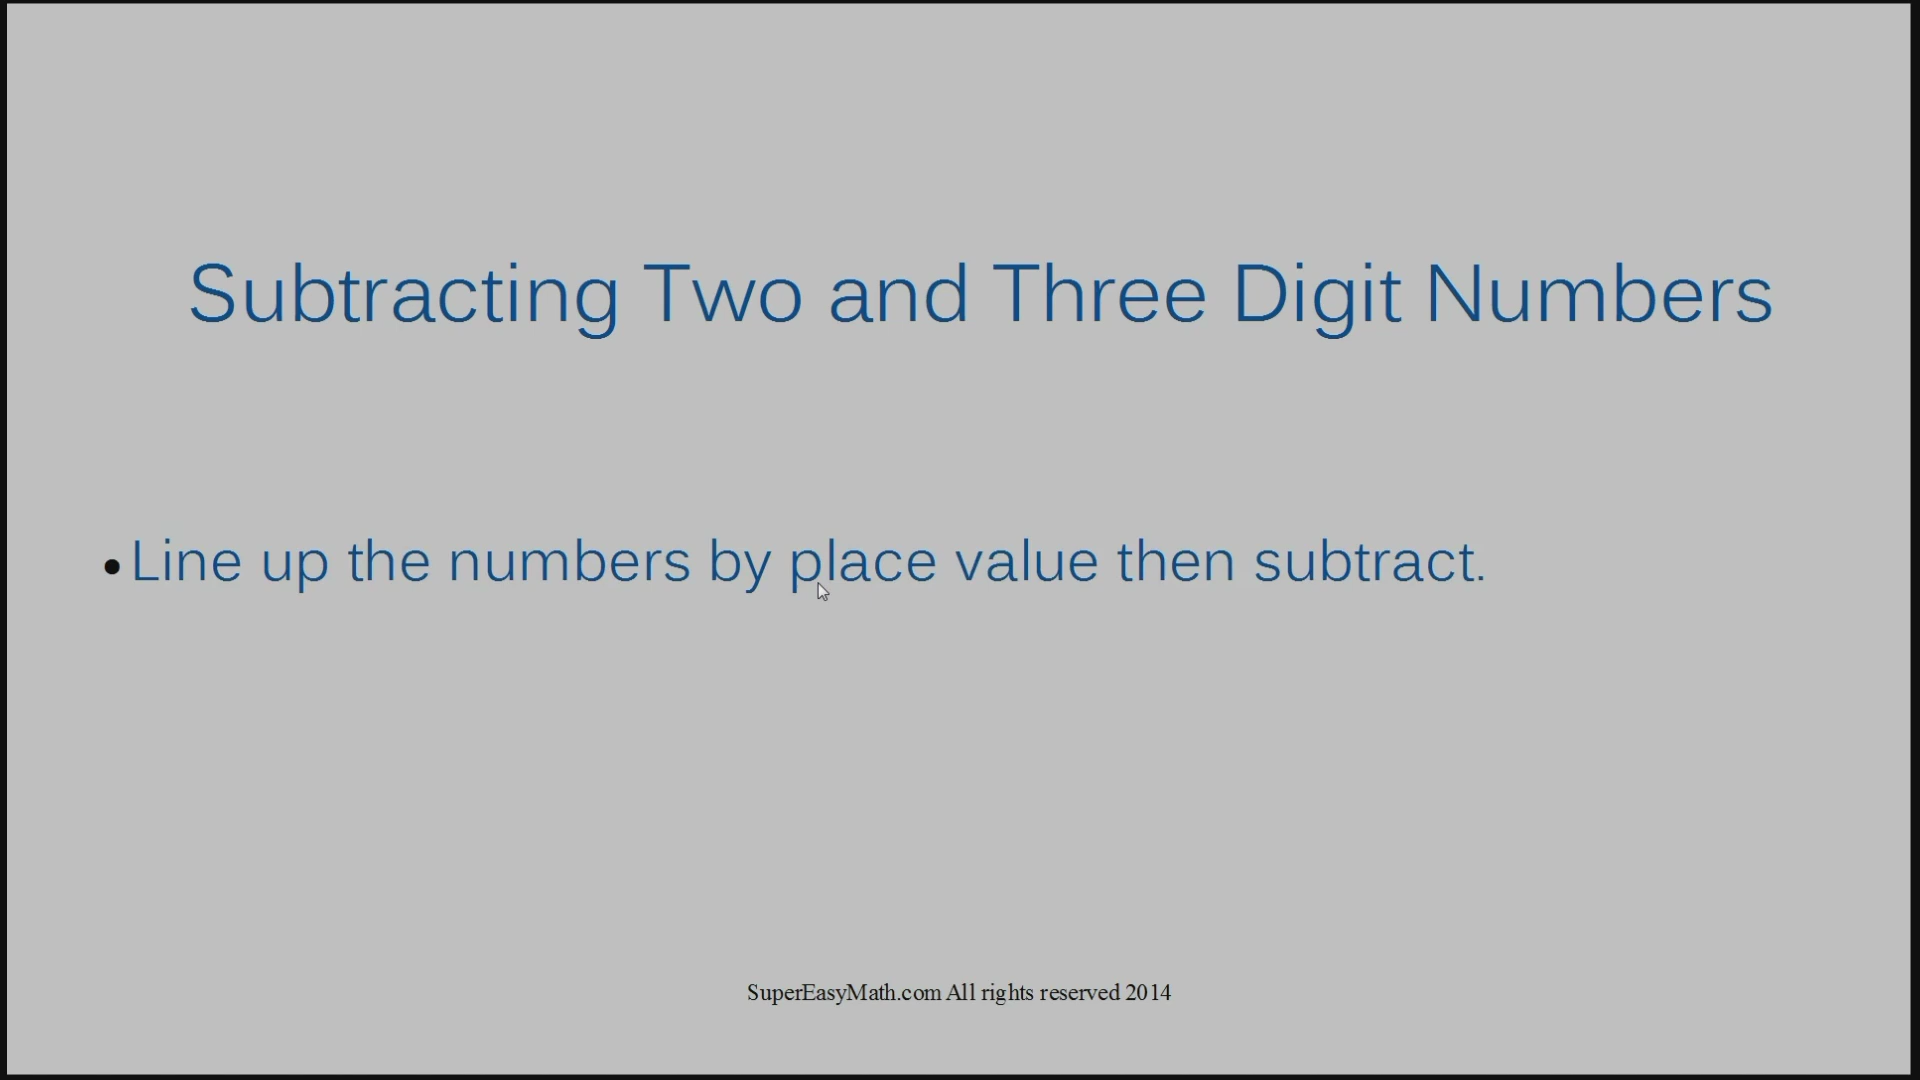 Subtracting Two and Three Digit Numbers
• Line up the numbers by place value then subtract.
SuperEasyMath.com All rights reserved 2014